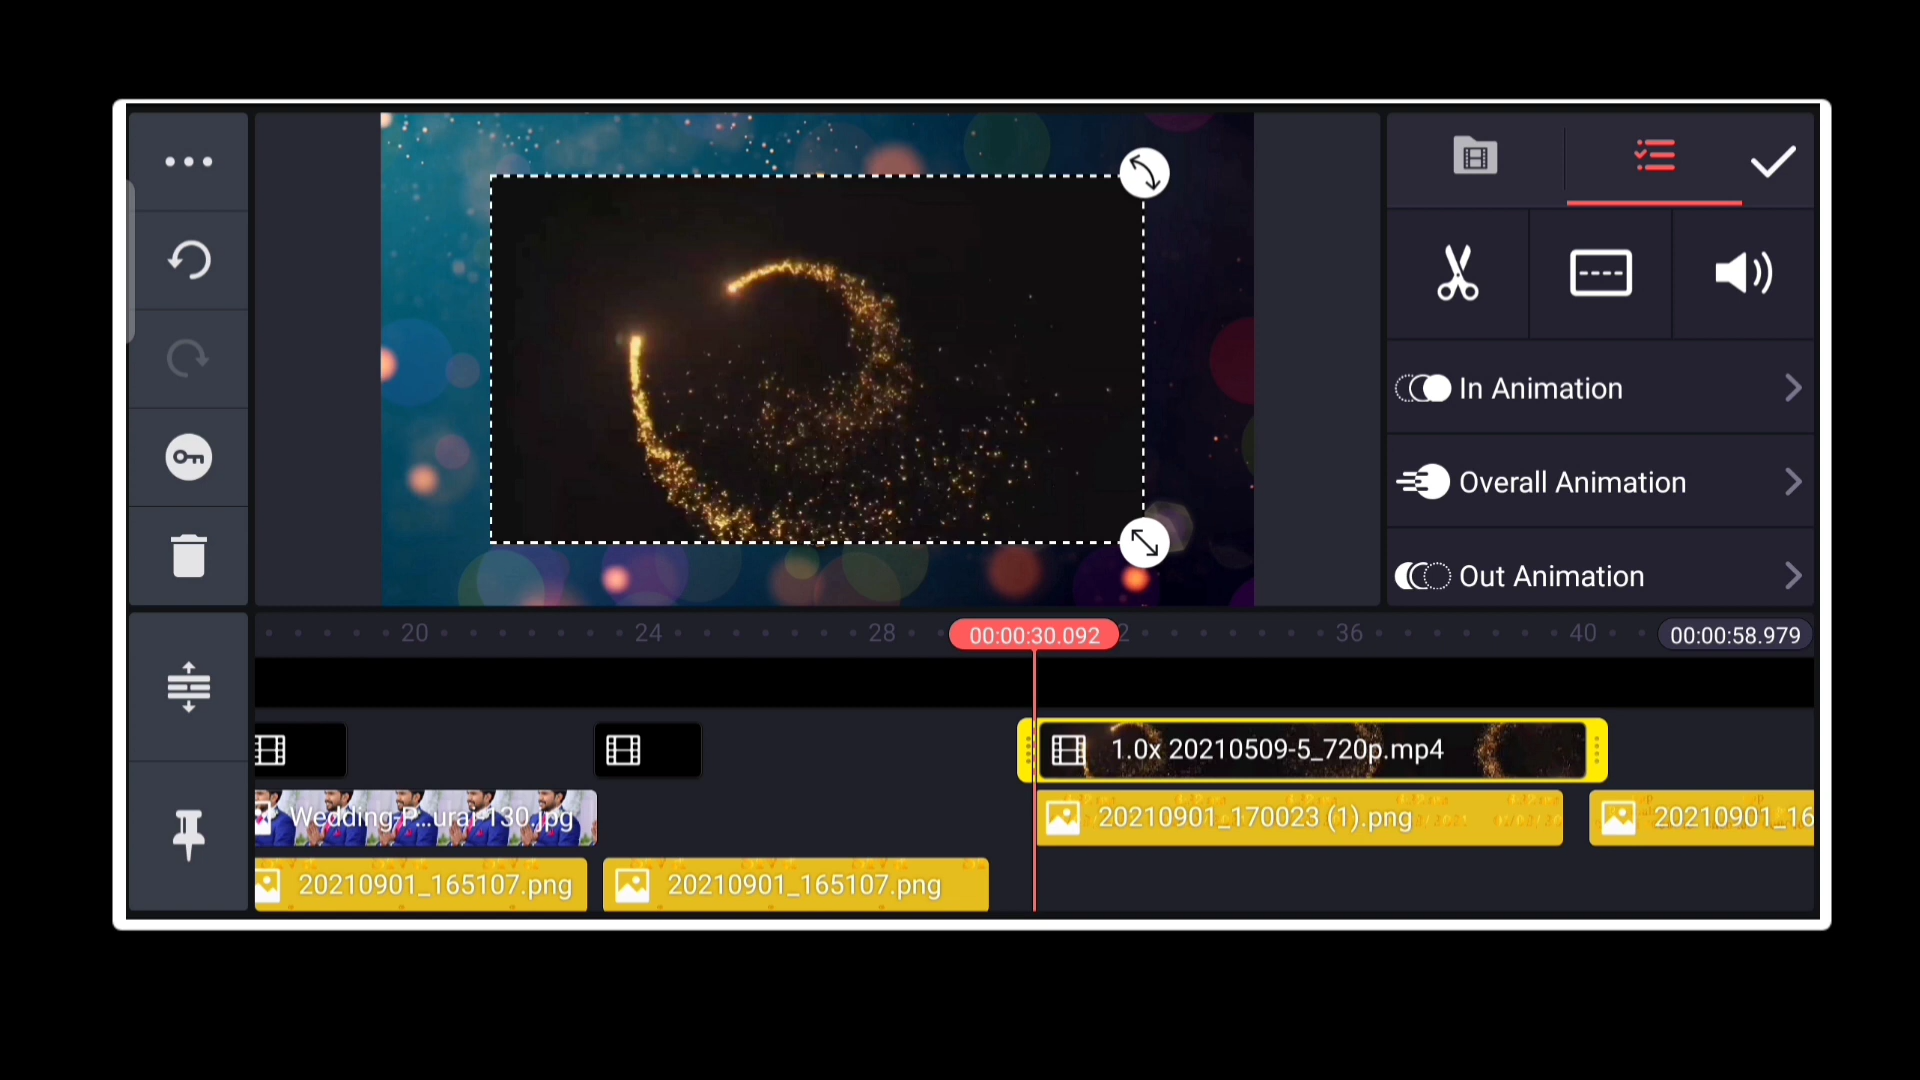 In Animation
Overall Animation
Out Animation
20
24
28
00:00:30.092
2
36
40
00:00:58.979
1.0x 20210509-5_720p.mp4
Wedding-P...urai-130.jpg
20210901_170023 (1).png
20210901_16
20210901_165107.png
20210901_165107.png